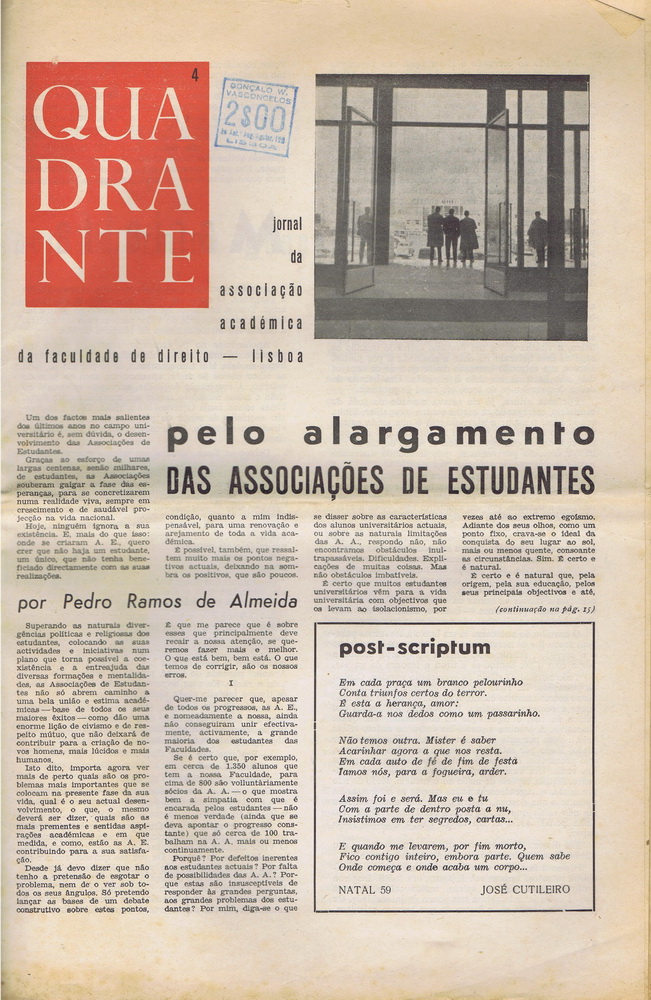 4
QUA
DRA
NTE
GONÇALO W.
VASCONCELOS
2$00
LISBOA
jornal
da
associação
académica
da faculdade de direito — lisboa
pelo alargamento
DAS ASSOCIAÇÕES DE ESTUDANTES
Um dos factos mais salientes
dos últimos anos no campo uni-
versitário é, sem dúvida, o desen-
volvimento das Associações de
Estudantes.
Graças ao esforço de umas
largas centenas, senão milhares,
de estudantes, as Associações
souberam galgar a fase das es-
peranças, para se concretizarem
numa realidade viva, sempre em
crescimento e de saudável pro-
jecção na vida nacional.
Hoje, ninguém ignora a sua
existência. E, mais do que isso:
onde se criaram A. E., quero
crer que não haja um estudante,
um único, que não tenha bene-
ficiado directamente com as suas
realizações.
por Pedro Ramos de Almeida
Superando as naturais diver-
gências políticas e religiosas dos
estudantes, colocando as suas
actividades e iniciativas num
plano que torna possível a coe-
xistência e a entreajuda das
diversas formações e mentalida-
des, as Associações de Estudan-
tes não só abrem caminho a
uma bela união e estima acadé-
micas — base de todos os seus
maiores êxitos — como dão uma
enorme lição de civismo e de res-
peito mútuo, que não deixará de
contribuir para a criação de no-
vos homens, mais lúcidos e mais
humanos.
Isto dito, importa agora ver
mais de perto quais são os pro-
blemas mais importantes que se
colocam na presente fase da sua
vida, qual é o seu actual desen-
volvimento, o que, o mesmo
deverá ser dizer, quais são as
mais prementes e sentidas aspi-
rações académicas e em que
medida, e como, estão as A. E.
contribuindo para a sua satisfa-
ção.
Desde já devo dizer que não
tenho a pretensão de esgotar o
problema, nem de o ver sob to-
dos os seus ângulos. Só pretendo
lançar as bases de um debate
construtivo sobre estes pontos,
condição, quanto a mim indis-
pensável, para uma renovação e
arejamento de toda a vida aca-
démica.
É possível, também, que ressal-
tem muito mais os pontos nega-
tivos actuais, deixando na som-
bra os positivos, que são poucos.
É que me parece que é sobre
esses que principalmente deve
recair a nossa atenção, se que-
remos fazer mais e melhor.
O que está bem, bem está. O que
temos de corrigir, são os nossos
erros.
I
Quer-me parecer que, apesar
de todos os progressos, as A. E.,
e nomeadamente a nossa, ainda
não conseguiram unir efectiva-
mente, activamente, a grande
maioria dos estudantes das
Faculdades.
Se é certo que, por exemplo,
em cerca de 1.350 alunos que
tem a nossa Faculdade, para
cima de 800 são voluntàriamente
sócios da A. A. — o que mostra
bem a simpatia com que é
encarada pelos estudantes — não
é menos verdade (ainda que se
deva apontar o progresso cons-
tante) que só cerca de 100 tra-
balham na A. A. mais ou menos
continuamente.
Porquê? Por defeitos inerentes
aos estudantes actuais? Por falta
de possibilidades das A. A.? Por-
que estas são insusceptíveis de
responder às grandes perguntas,
aos grandes problemas dos estu-
dantes? Por mim, diga-se o que
se disser sobre as características
dos alunos universitários actuais,
ou sobre as naturais limitações
das A. A., respondo não, não
encontramos obstáculos inul-
trapassáveis. Dificuldades. Expli-
cações de muitas coisas. Mas
não obstáculos imbatíveis.
É certo que muitos estudantes
universitários vêm para a vida
universitária com objectivos que
os levam ao isolacionismo, por
vezes até ao extremo egoísmo.
Adiante dos seus olhos, como um
ponto fixo, crava-se o ideal da
conquista do seu lugar ao sol,
mais ou menos quente, consoante
as circunstâncias. Sim. É certo e
é natural.
É certo e é natural que, pela
origem, pela sua educação, pelos
seus principais objectivos e até,
(continuação na pág. 15)
post-scriptum
Em cada praça um branco pelourinho
Conta triunfos certos do terror.
É esta a herança, amor:
Guarda-a nos dedos como um passarinho.
Não temos outra. Mister é saber
Acarinhar agora a que nos resta.
Em cada auto de fé de fim de festa
Iamos nós, para a fogueira, arder.
Assim foi e será. Mas eu e tu
Com a parte de dentro posta a nu,
Insistimos em ter segredos, cartas...
E quando me levarem, por fim morto,
Fico contigo inteiro, embora parte. Quem sabe
Onde começa e onde acaba um corpo...
NATAL 59 JOSÉ CUTILEIRO